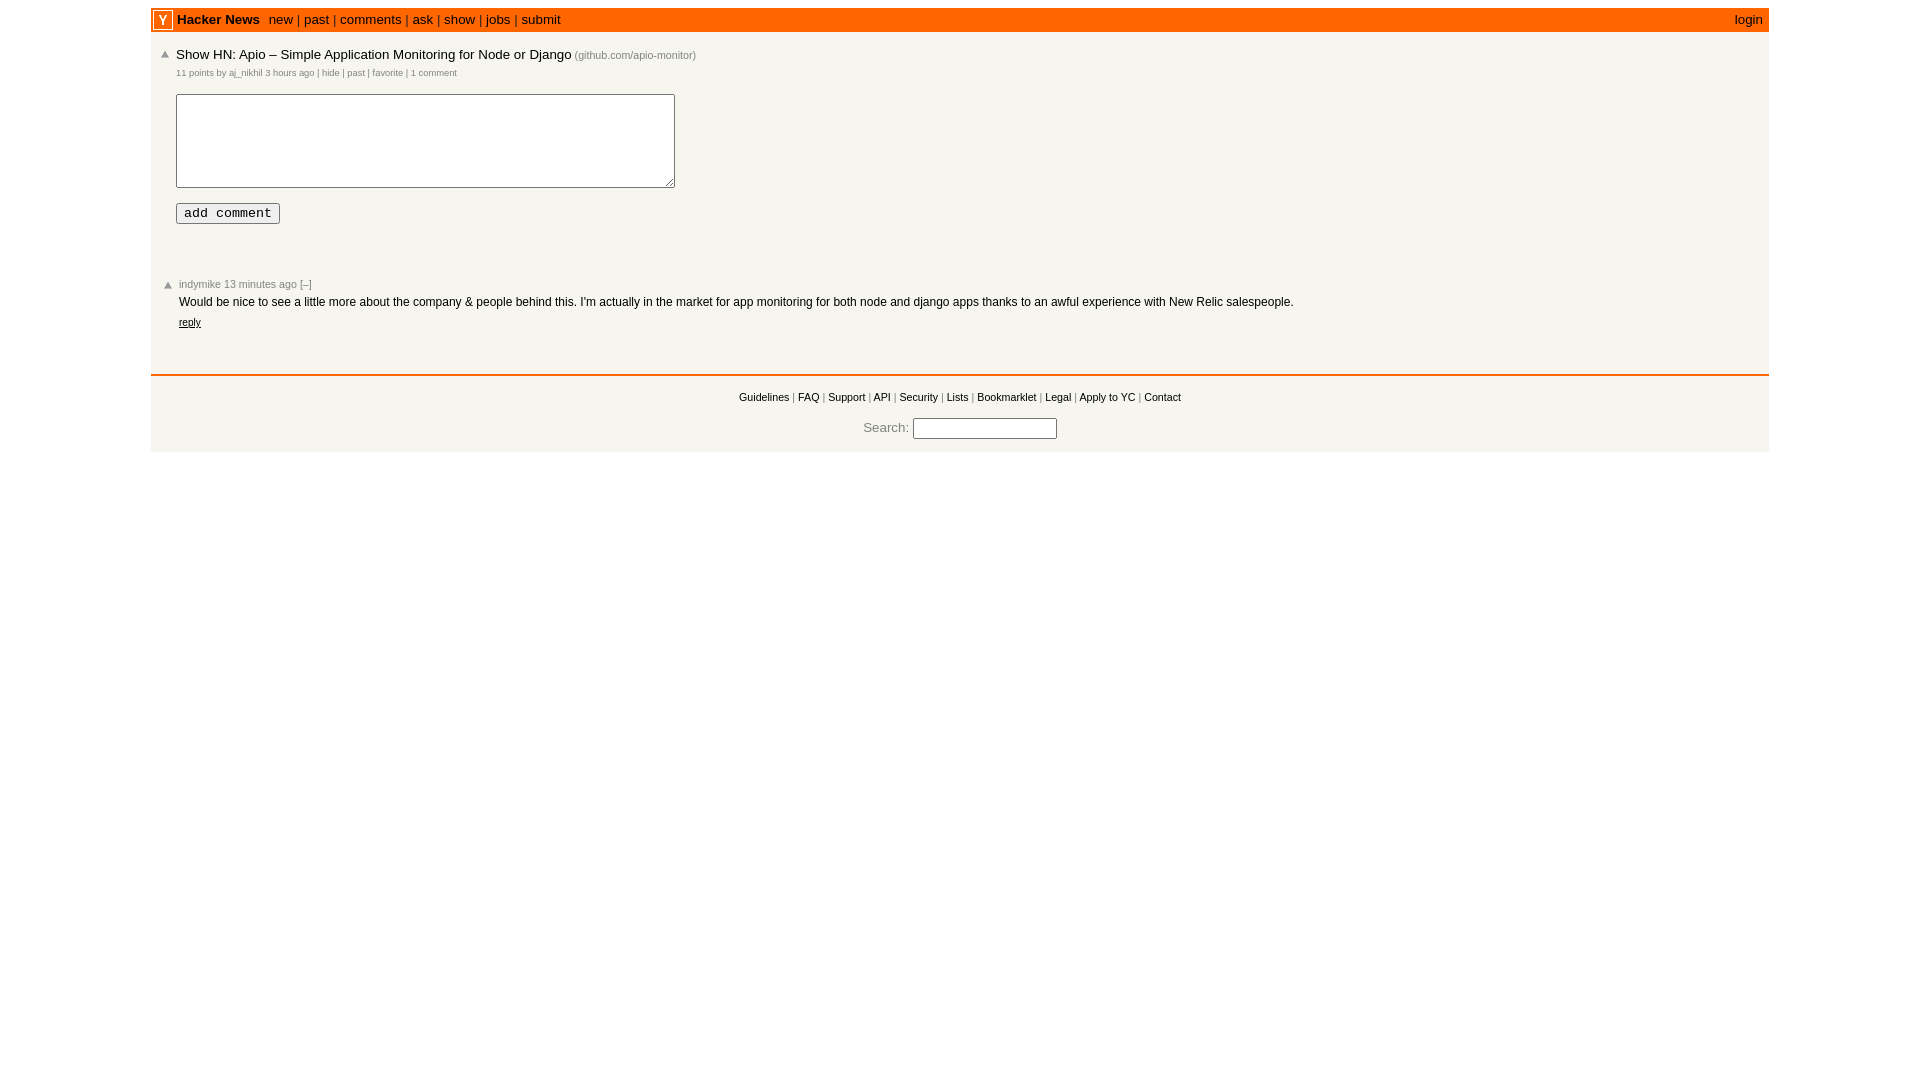 Y Hacker News new | past | comments | ask | show | jobs | submit login
Show HN: Apio – Simple Application Monitoring for Node or Django (github.com/apio-monitor)
11 points by aj_nikhil 3 hours ago | hide | past | favorite | 1 comment
add comment
indymike 13 minutes ago [–]
Would be nice to see a little more about the company & people behind this. I'm actually in the market for app monitoring for both node and django apps thanks to an awful experience with New Relic salespeople.
reply
Guidelines | FAQ | Support | API | Security | Lists | Bookmarklet | Legal | Apply to YC | Contact
Search: